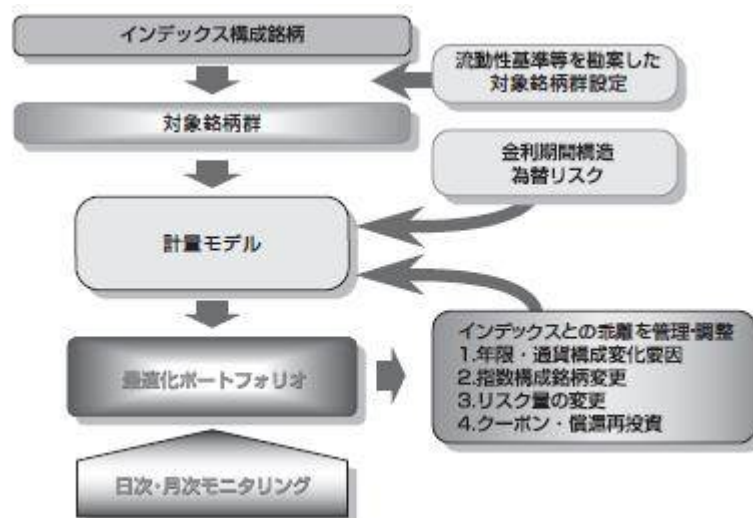 インデックス構成銘柄
流動性基準等を勘案した
対象銘柄群設定
対象銘柄群
金利期間構造
為替リスク
計量モデル
インデックスとの乖離を管理・調整
1.年限・通貨構成変化要因
2.指数構成銘柄変更
3.リスク量の変更
4.クーポン・償還再投資
最適化ポートフォリオ
日次・月次モニタリング